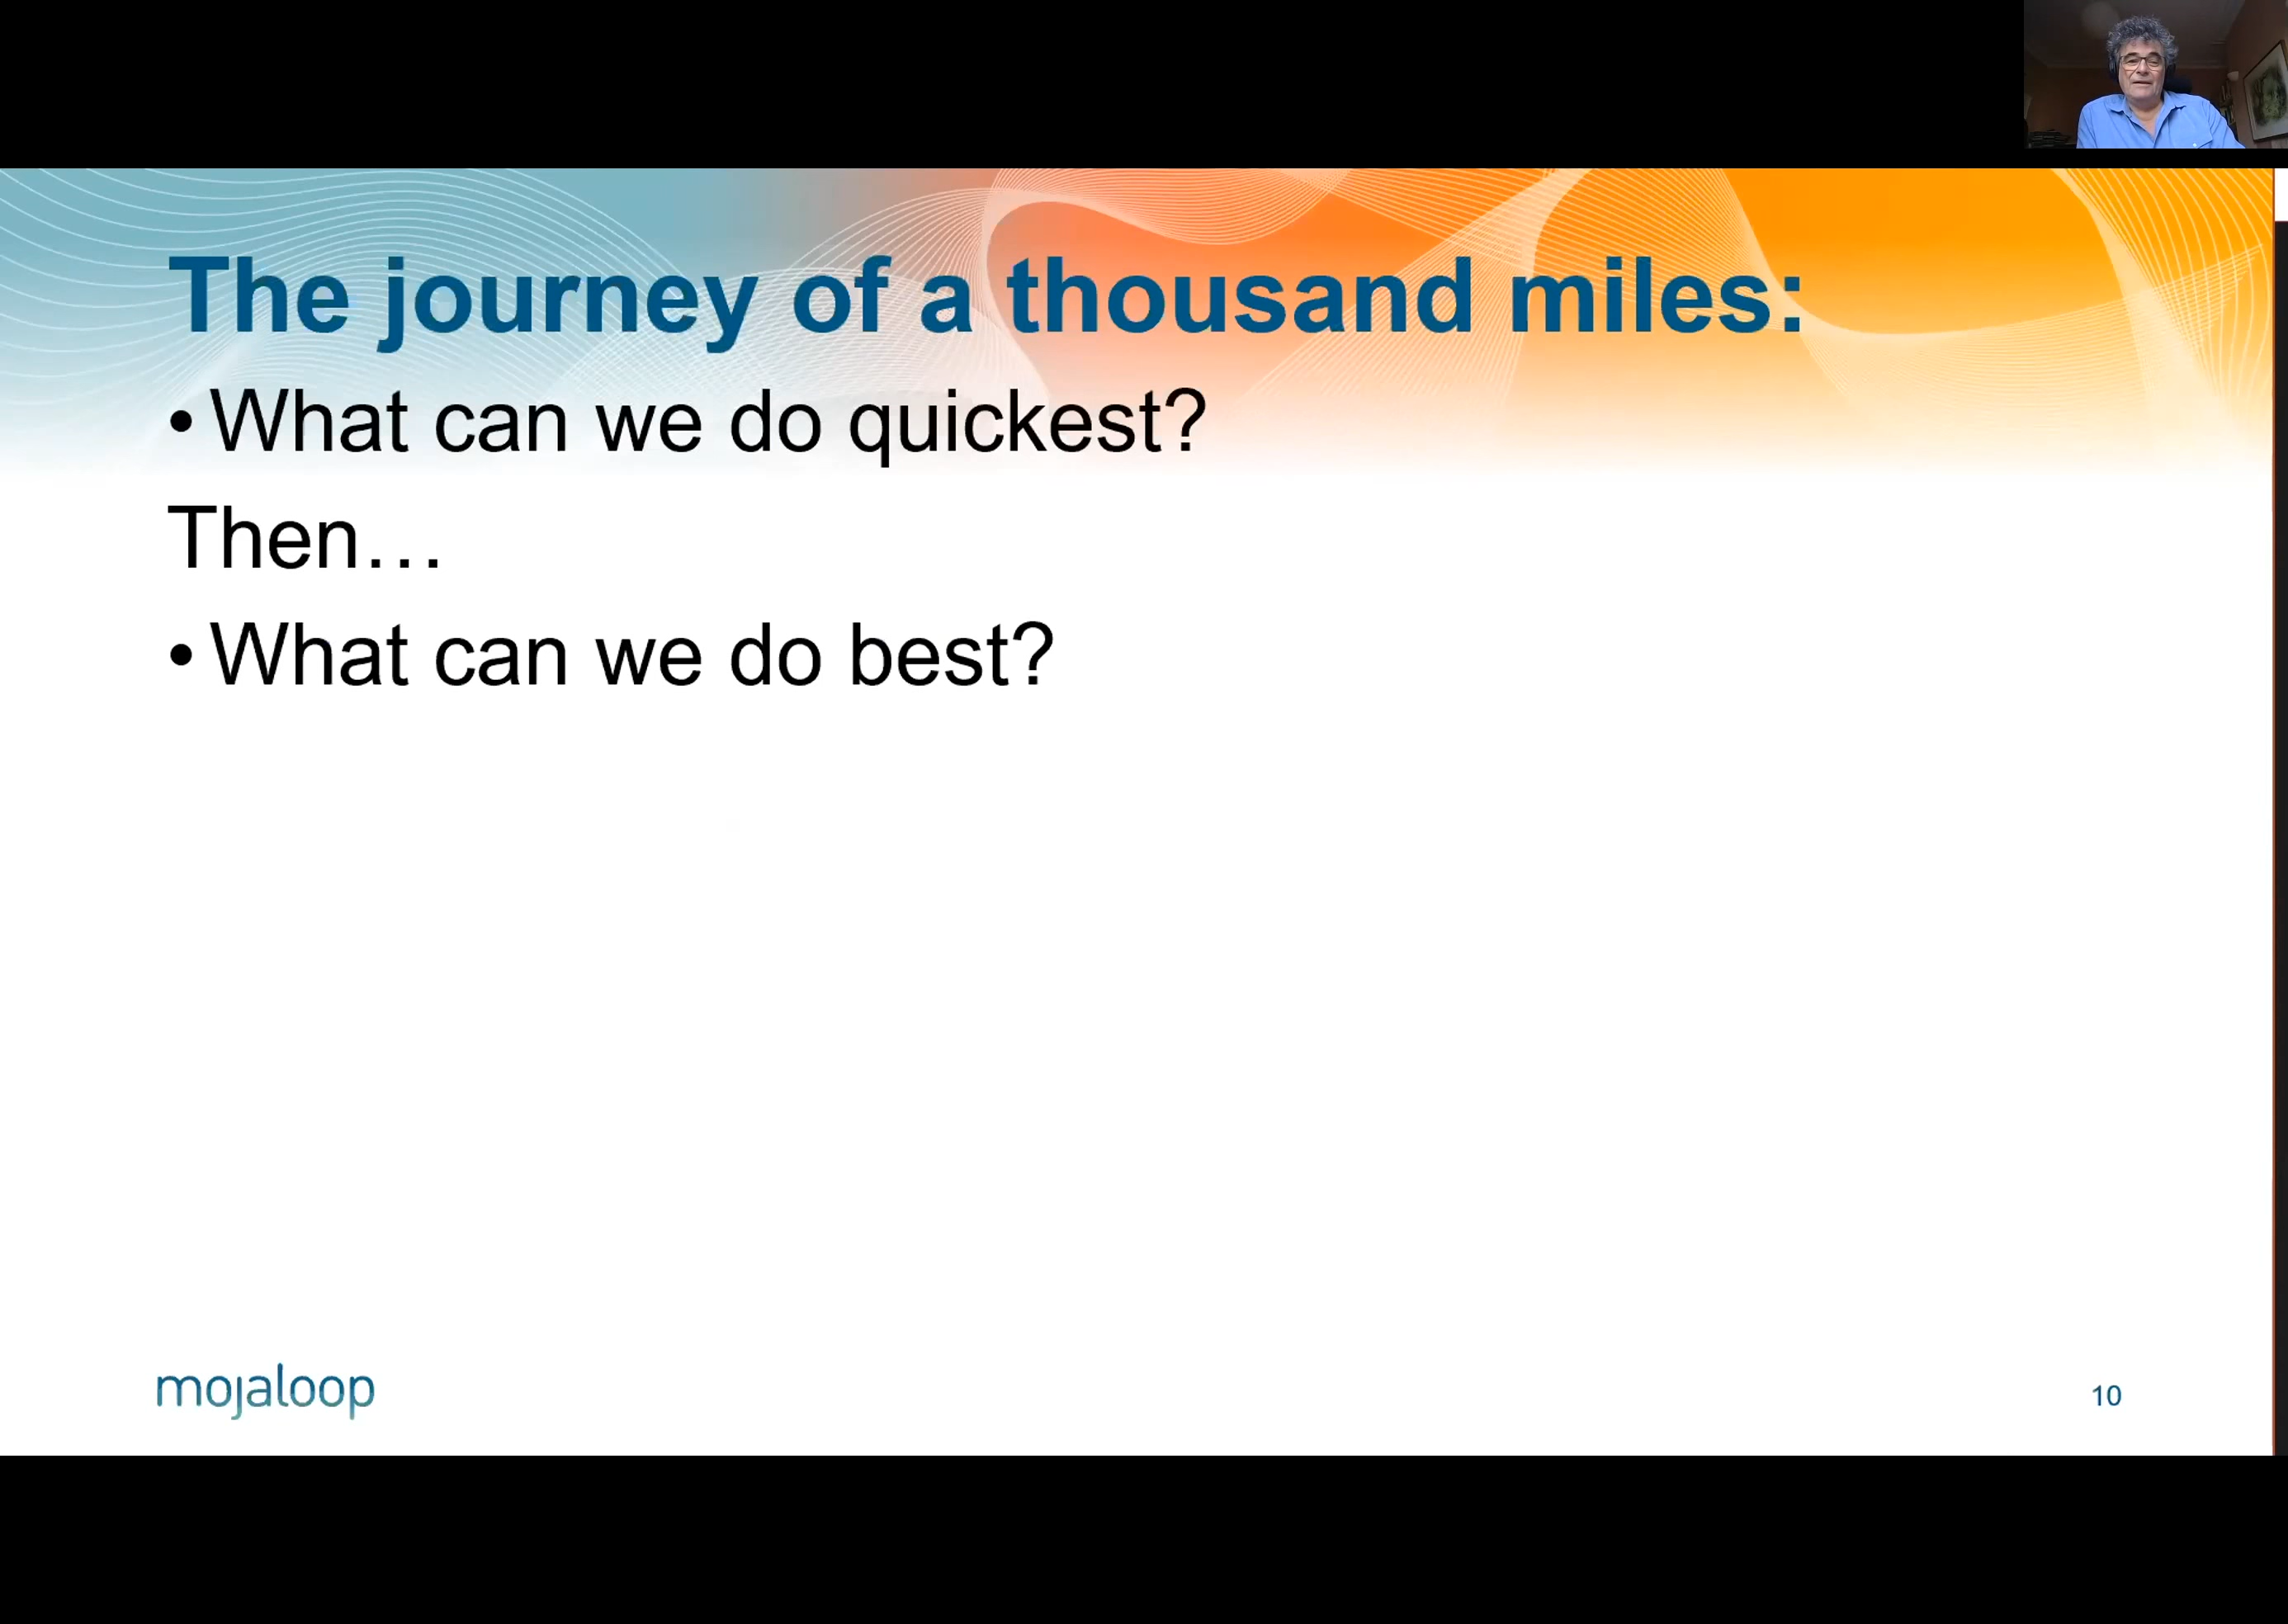 The journey of a thousand miles:
• What can we do quickest?
Then…
• What can we do best?
mojaloop
10